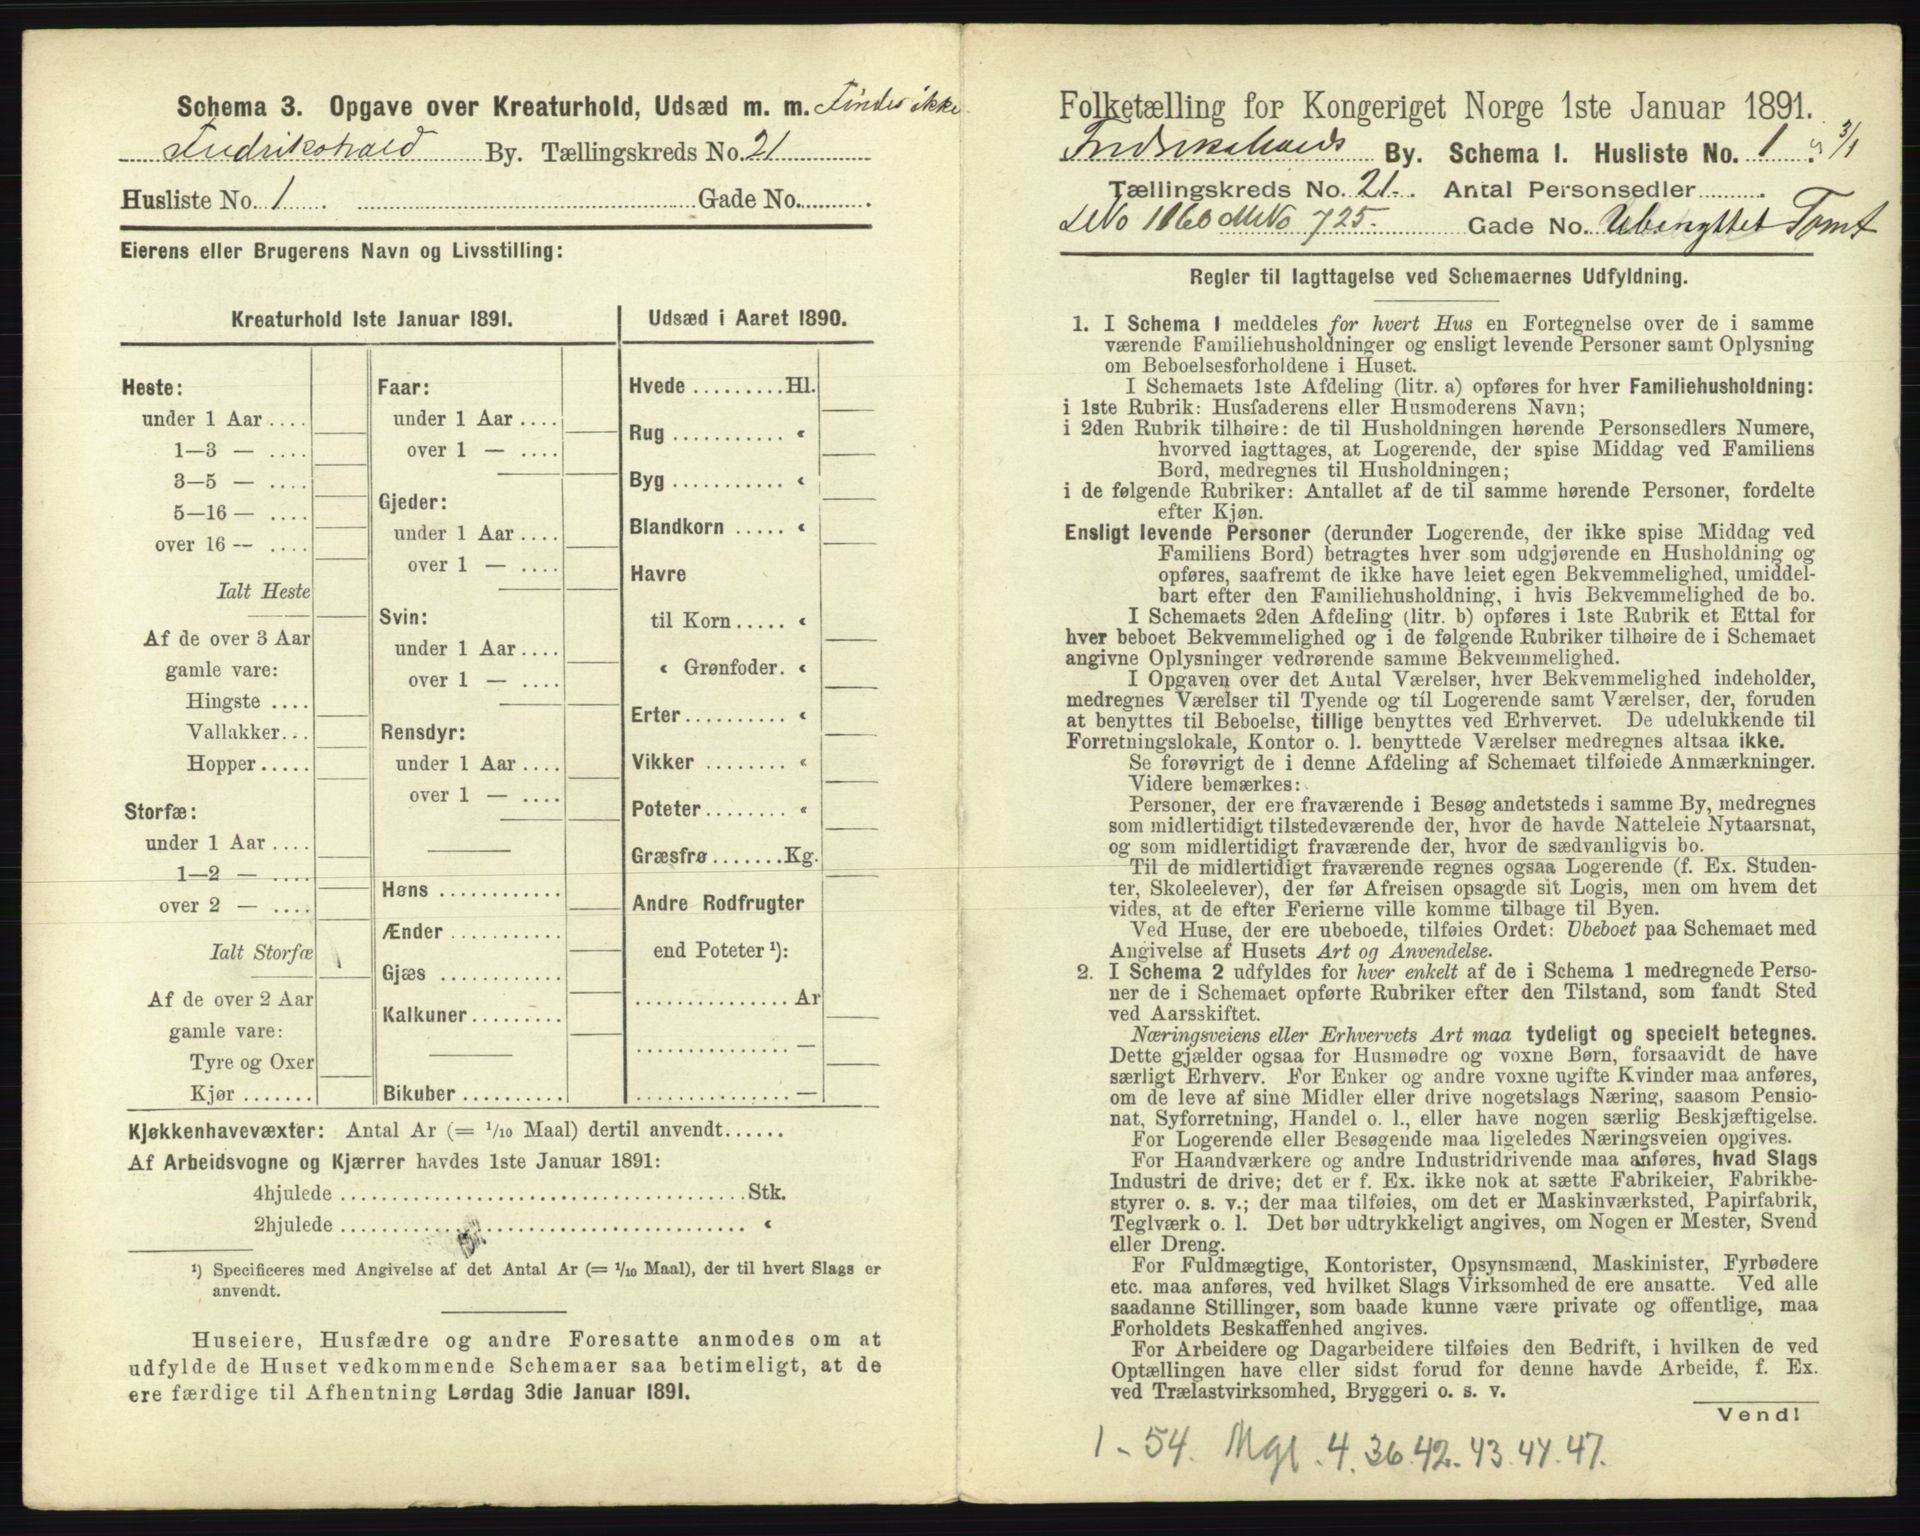 Schema 3. Opgave over Kreaturhold, Udsæd m. m. Findes ikke
Fredrikshald By. Tællingskreds No. 21
Husliste No. 1 Gade No.
Eierens eller Brugerens Navn og Livsstilling:
Kreaturhold 1ste Januar 1891.
Heste:
under 1 Aar ....
1—3 — ....
3—5 — ....
5—16 — ....
over 16 — ....
Ialt Heste
Af de over 3 Aar
gamle vare:
Hingste ....
Vallakker...
Hopper .....
Storfæ:
under 1 Aar ....
1—2 — ....
over 2 — ....
Ialt Storfæ
Af de over 2 Aar
gamle vare:
Tyre og Oxer
Kjør .......
Faar:
under 1 Aar ....
over 1 — ....
Gjeder:
under 1 Aar ....
over 1 — ....
Svin:
under 1 Aar ....
over 1 — ....
Rensdyr:
under 1 Aar ....
over 1 — ....
Høns ............
Ænder ...........
Gjæs ............
Kalkuner.........
Bikuber ..........
Udsæd i Aaret 1890.
Hvede .........Hl.
Rug ........... «
Byg ........... «
Blandkorn ..... «
Havre
til Korn ..... «
« Grønfoder. «
Erter.......... «
Vikker ........ «
Poteter........ «
Græsfrø .......Kg.
Andre Rodfrugter
end Poteter ¹):
............... Ar
............... —
............... —
Kjøkkenhavevæxter: Antal Ar (= 1/10 Maal) dertil anvendt......
Af Arbeidsvogne og Kjærrer havdes 1ste Januar 1891:
4hjulede ....................................... Stk.
2hjulede ....................................... «
¹) Specificeres med Angivelse af det Antal Ar (= 1/10 Maal), der til hvert Slags er
anvendt.
Huseiere, Husfædre og andre Foresatte anmodes om at
udfylde de Huset vedkommende Schemaer saa betimeligt, at de
ere færdige til Afhentning Lørdag 3die Januar 1891.
Folketælling for Kongeriget Norge 1ste Januar 1891.
Fredrikshalds By. Schema 1. Husliste No. 1 3/1
Tællingskreds No. 21. Antal Personsedler ........ .
LNo 1060 MNo 725. Gade No. Ubenyttet Tomt
Regler til Iagttagelse ved Schemaernes Udfyldning.
1. I Schema 1 meddeles for hvert Hus en Fortegnelse over de i samme
værende Familiehusholdninger og ensligt levende Personer samt Oplysning
om Beboelsesforholdene i Huset.
I Schemaets 1ste Afdeling (litr. a) opføres for hver Familiehusholdning:
i 1ste Rubrik: Husfaderens eller Husmoderens Navn;
i 2den Rubrik tilhøire: de til Husholdningen hørende Personsedlers Numere,
hvorved iagttages, at Logerende, der spise Middag ved Familiens
Bord, medregnes til Husholdningen;
i de følgende Rubriker: Antallet af de til samme hørende Personer, fordelte
efter Kjøn.
Ensligt levende Personer (derunder Logerende, der ikke spise Middag ved
Familiens Bord) betragtes hver som udgjørende en Husholdning og
opføres, saafremt de ikke have leiet egen Bekvemmelighed, umiddel-
bart efter den Familiehusholdning, i hvis Bekvemmelighed de bo.
I Schemaets 2den Afdeling (litr. b) opføres i 1ste Rubrik et Ettal for
hver beboet Bekvemmelighed og i de følgende Rubriker tilhøire de i Schemaet
angivne Oplysninger vedrørende samme Bekvemmelighed.
I Opgaven over det Antal Værelser, hver Bekvemmelighed indeholder,
medregnes Værelser til Tyende og til Logerende samt Værelser, der, foruden
at benyttes til Beboelse, tillige benyttes ved Erhvervet. De udelukkende til
Forretningslokale, Kontor o. l. benyttede Værelser medregnes altsaa ikke.
Se forøvrigt de i denne Afdeling af Schemaet tilføiede Anmærkninger.
Videre bemærkes:
Personer, der ere fraværende i Besøg andetsteds i samme By, medregnes
som midlertidigt tilstedeværende der, hvor de havde Natteleie Nytaarsnat,
og som midlertidigt fraværende der, hvor de sædvanligvis bo.
Til de midlertidigt fraværende regnes ogsaa Logerende (f. Ex. Studen-
ter, Skoleelever), der før Afreisen opsagde sit Logis, men om hvem det
vides, at de efter Ferierne ville komme tilbage til Byen.
Ved Huse, der ere ubeboede, tilføies Ordet: Ubeboet paa Schemaet med
Angivelse af Husets Art og Anvendelse.
2. I Schema 2 udfyldes for hver enkelt af de i Schema 1 medregnede Perso-
ner de i Schemaet opførte Rubriker efter den Tilstand, som fandt Sted
ved Aarsskiftet.
Næringsveiens eller Erhvervets Art maa tydeligt og specielt betegnes.
Dette gjælder ogsaa for Husmødre og voxne Børn, forsaavidt de have
særligt Erhverv. For Enker og andre voxne ugifte Kvinder maa anføres,
om de leve af sine Midler eller drive nogetslags Næring, saasom Pensio-
nat, Syforretning, Handel o. l., eller have nogen særlig Beskjæftigelse.
For Logerende eller Besøgende maa ligeledes Næringsveien opgives.
For Haandværkere og andre Industridrivende maa anføres, hvad Slags
Industri de drive; det er f. Ex. ikke nok at sætte Fabrikeier, Fabrikbe-
styrer o. s. v.; der maa tilføies, om det er Maskinværksted, Papirfabrik,
Teglværk o. l. Det bør udtrykkeligt angives, om Nogen er Mester, Svend
eller Dreng.
For Fuldmægtige, Kontorister, Opsynsmænd, Maskinister, Fyrbødere
etc. maa anføres, ved hvilket Slags Virksomhed de ere ansatte. Ved alle
saadanne Stillinger, som baade kunne være private og offentlige, maa
Forholdets Beskaffenhed angives.
For Arbeidere og Dagarbeidere tilføies den Bedrift, i hvilken de ved
Optællingen have eller sidst forud for denne havde Arbeide, f. Ex.
ved Trælastvirksomhed, Bryggeri o. s. v.
Vend!
1 - 54. Mgl. 4. 36. 42. 43. 44. 47.